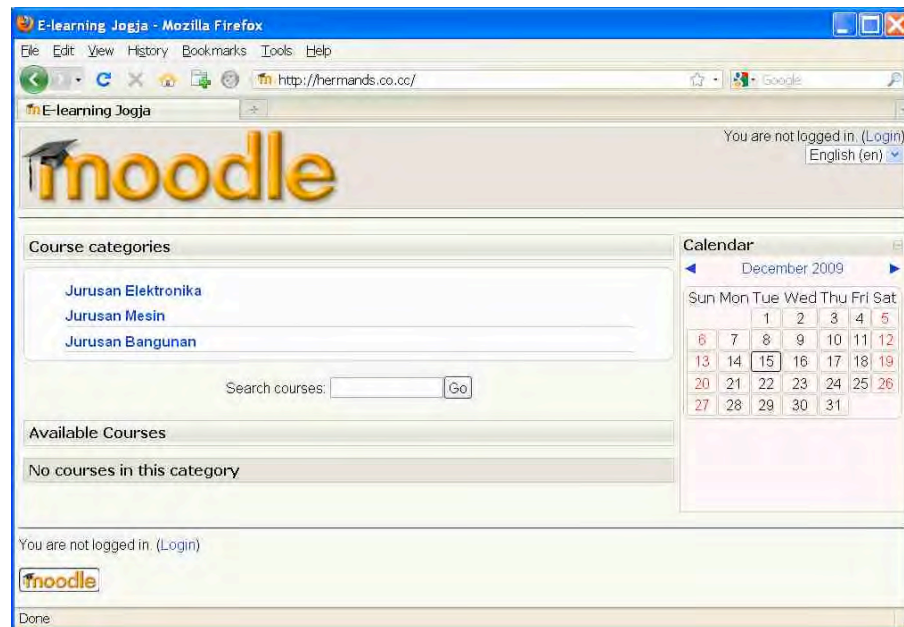 E-learning Jogja - Mozilla Firefox
File Edit View History Bookmarks Tools Help
http://hermands.co.cc/
Google
E-learning Jogja
You are not logged in. (Login)
English (en)
moodle
Course categories
Jurusan Elektronika
Jurusan Mesin
Jurusan Bangunan
Search courses: Go
Available Courses
No courses in this category
Calendar
December 2009
Sun Mon Tue Wed Thu Fri Sat
1 2 3 4 5
6 7 8 9 10 11 12
13 14 15 16 17 18 19
20 21 22 23 24 25 26
27 28 29 30 31
You are not logged in. (Login)
moodle
Done